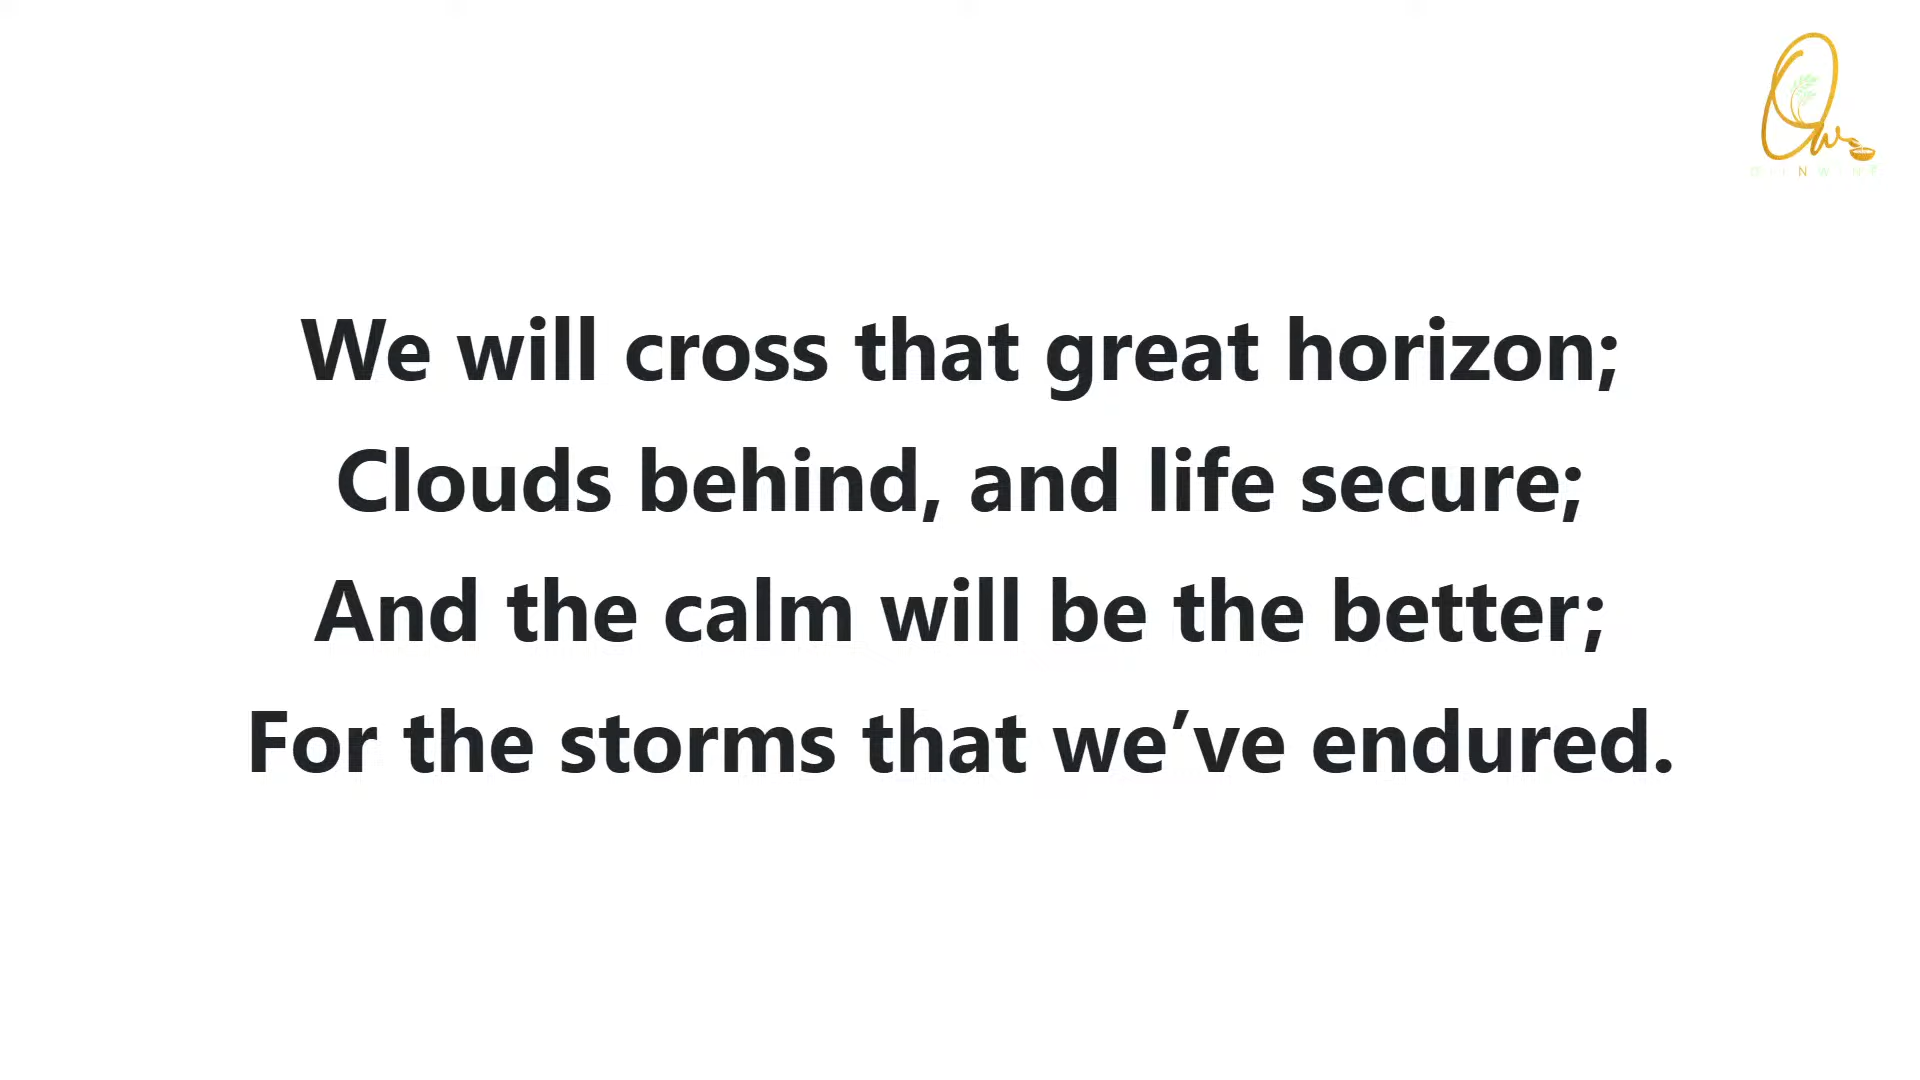 We will cross that great horizon;
Clouds behind, and life secure;
And the calm will be the better;
For the storms that we’ve endured.